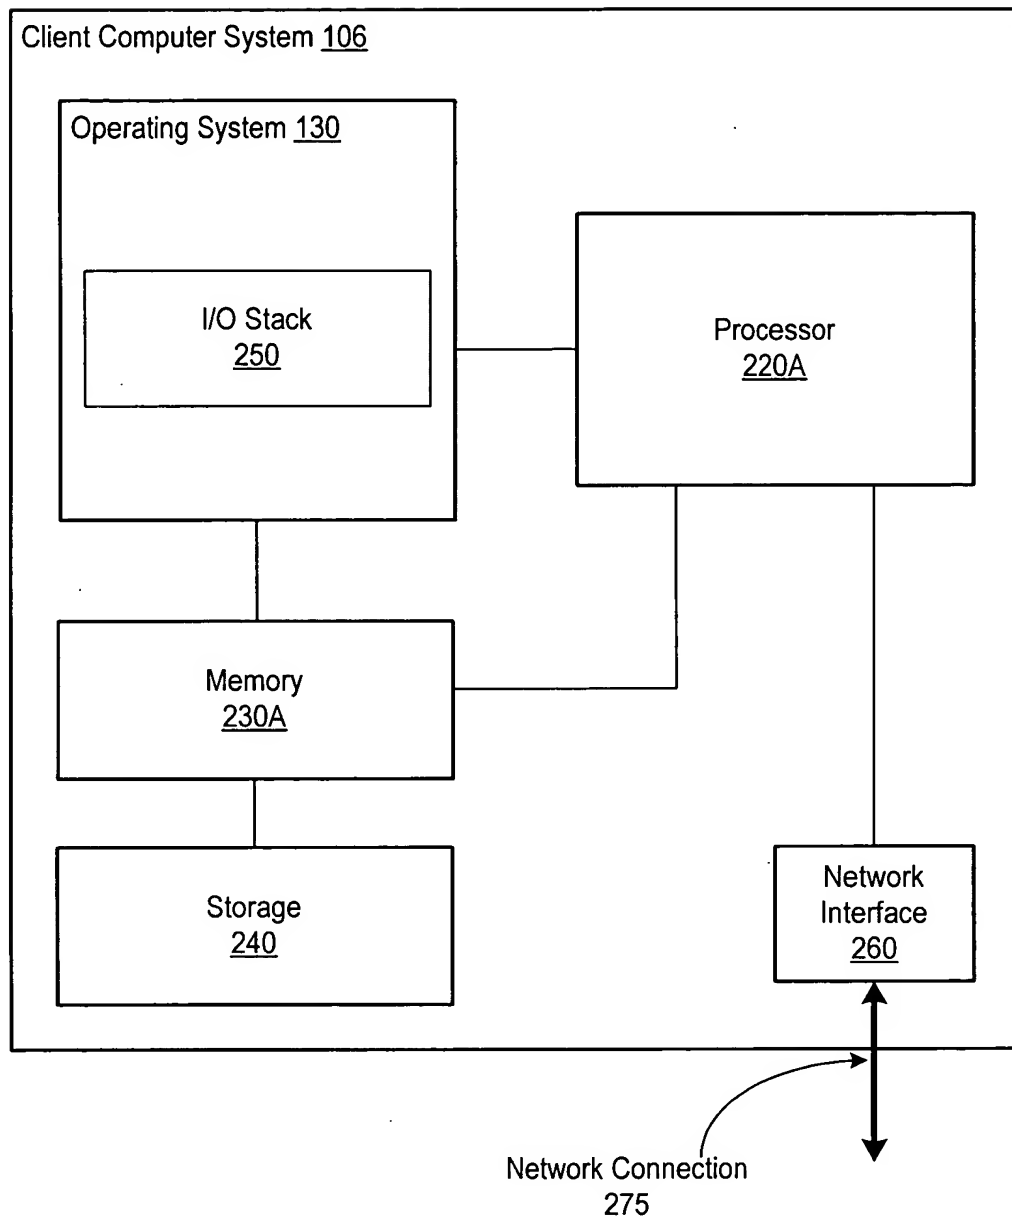 Client Computer System 106
Operating System 130
I/O Stack
250
Processor
220A
Memory
230A
Storage
240
Network
Interface
260
Network Connection
275